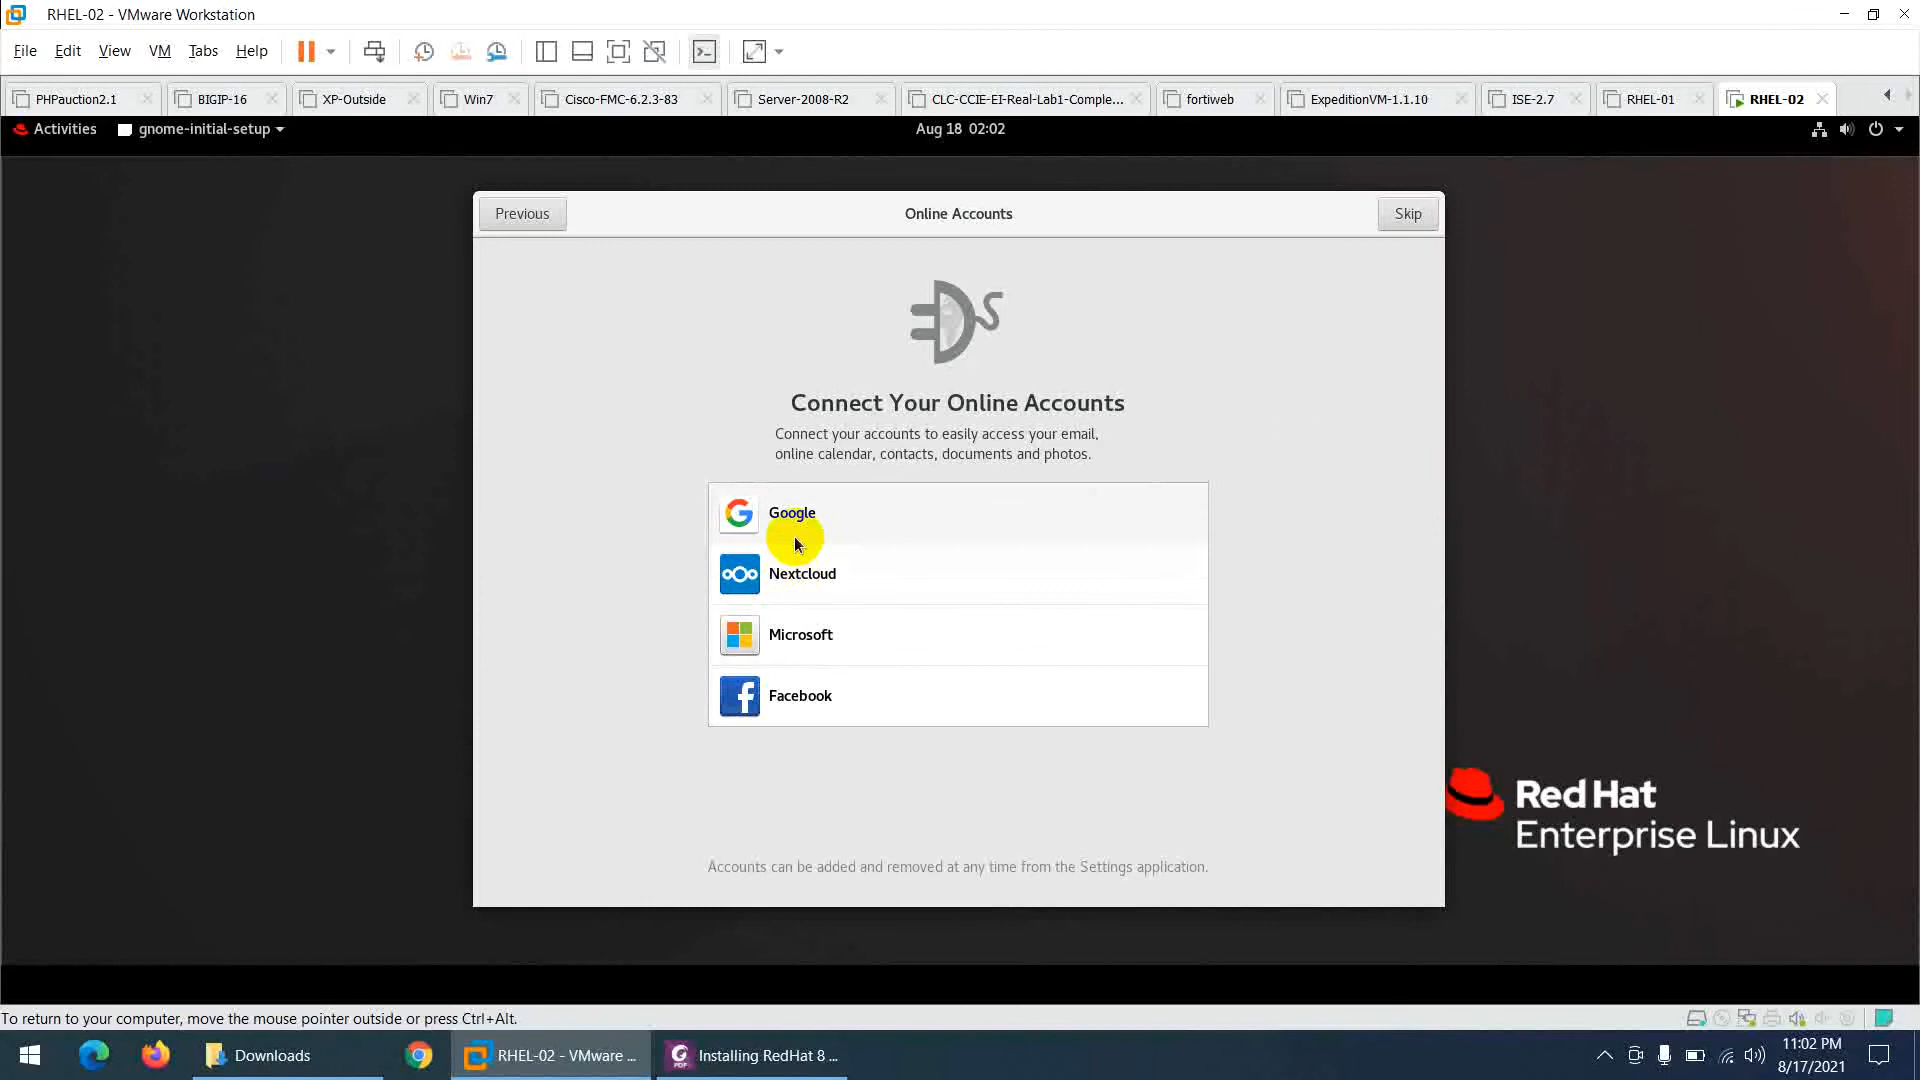 RHEL-02 - VMware Workstation
File Edit View VM Tabs Help
PHPauction2.1 BIGIP-16 XP-Outside Win7 Cisco-FMC-6.2.3-83 Server-2008-R2 CLC-CCIE-EI-Real-Lab1-Comple... fortiweb ExpeditionVM-1.1.10 ISE-2.7 RHEL-01 RHEL-02
Activities gnome-initial-setup Aug 18 02:02
Previous Online Accounts Skip
Connect Your Online Accounts
Connect your accounts to easily access your email,
online calendar, contacts, documents and photos.
Google
Nextcloud
Microsoft
Facebook
Red Hat
Enterprise Linux
Accounts can be added and removed at any time from the Settings application.
To return to your computer, move the mouse pointer outside or press Ctrl+Alt.
Downloads RHEL-02 - VMware ... PDF Installing RedHat 8 ... 11:02 PM
8/17/2021